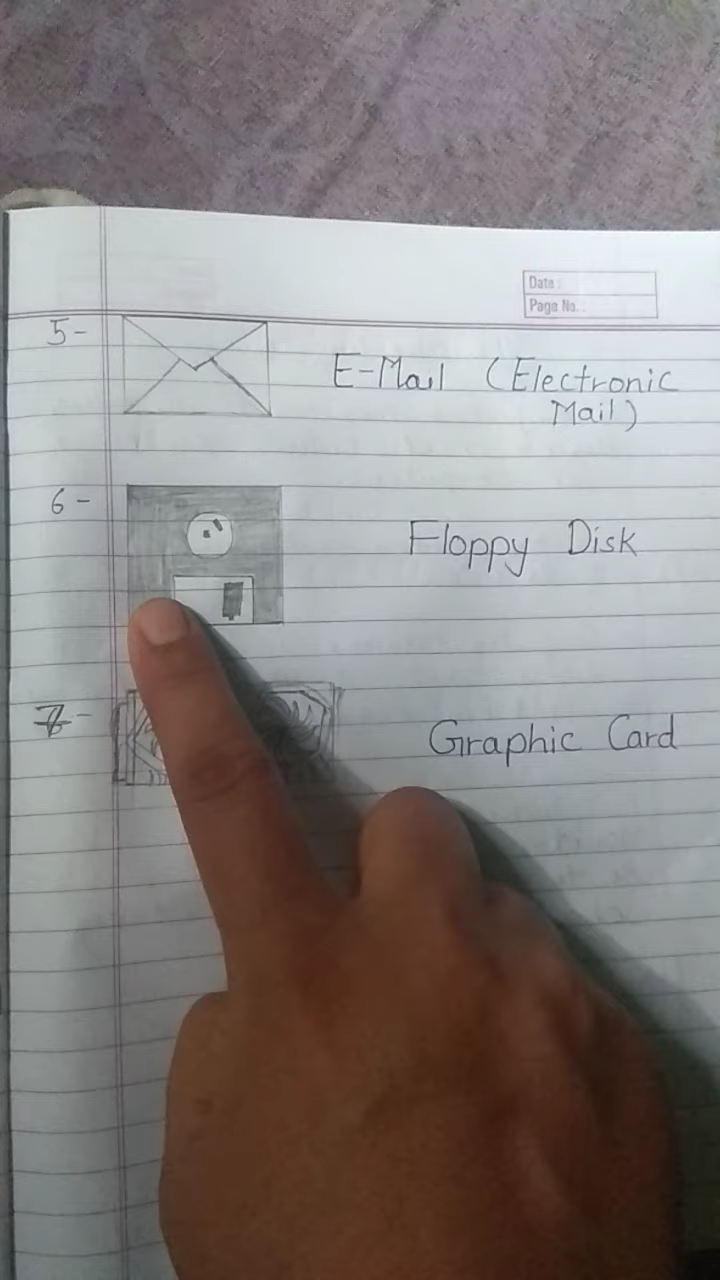 Date :
Page No. :
5-
E-Mail (Electronic
Mail)
6-
Floppy Disk
7-
Graphic Card